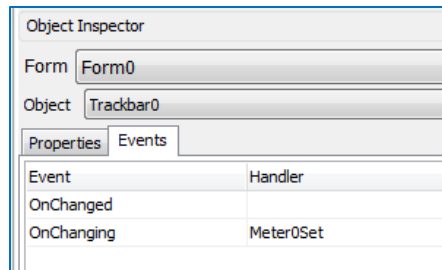 Object Inspector
Form Form0
Object Trackbar0
Properties Events
Event Handler
OnChanged
OnChanging Meter0Set